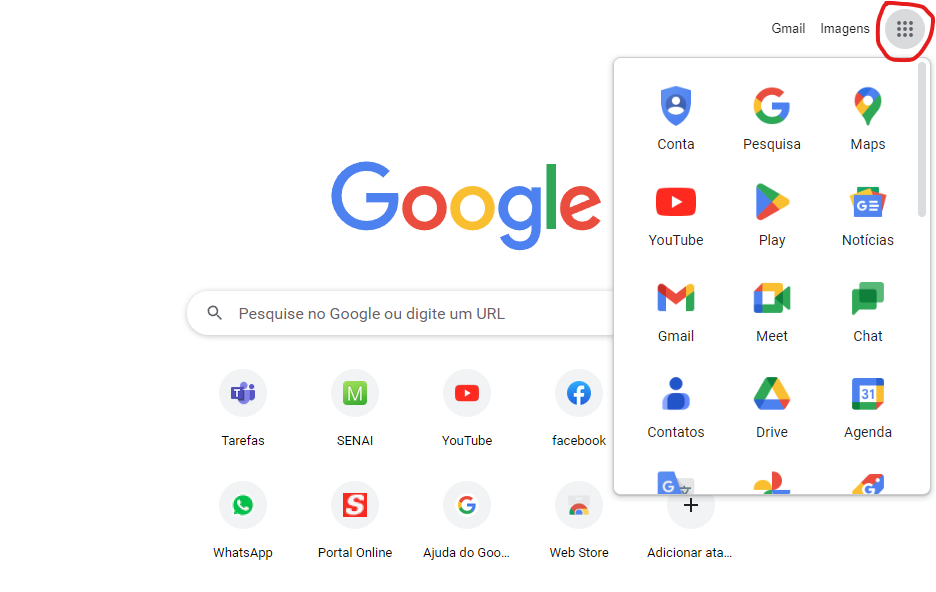 Gmail Imagens
Conta Pesquisa Maps
YouTube Play Notícias
Gmail Meet Chat
31
Contatos Drive Agenda
Google
Pesquise no Google ou digite um URL
Tarefas SENAI YouTube facebook
WhatsApp Portal Online Ajuda do Goo... Web Store Adicionar ata...